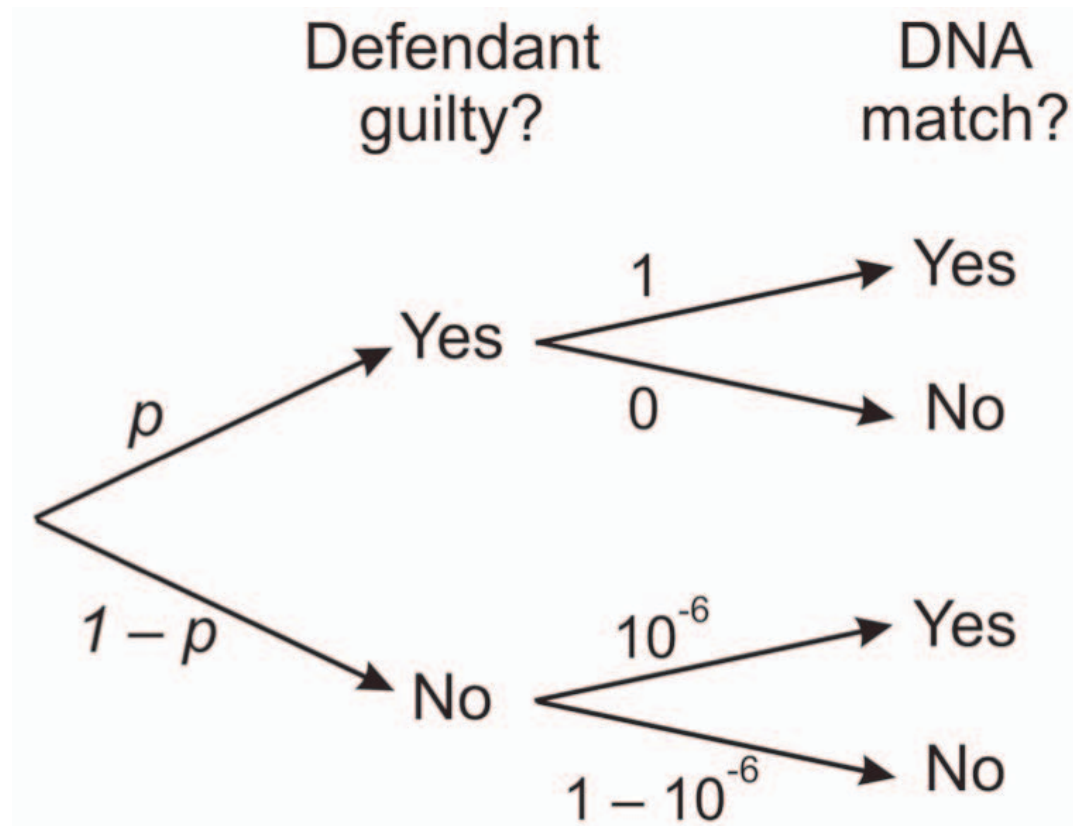 Defendant
guilty?
DNA
match?
p
1 – p
Yes
No
1
0
10⁻⁶
1 – 10⁻⁶
Yes
No
Yes
No